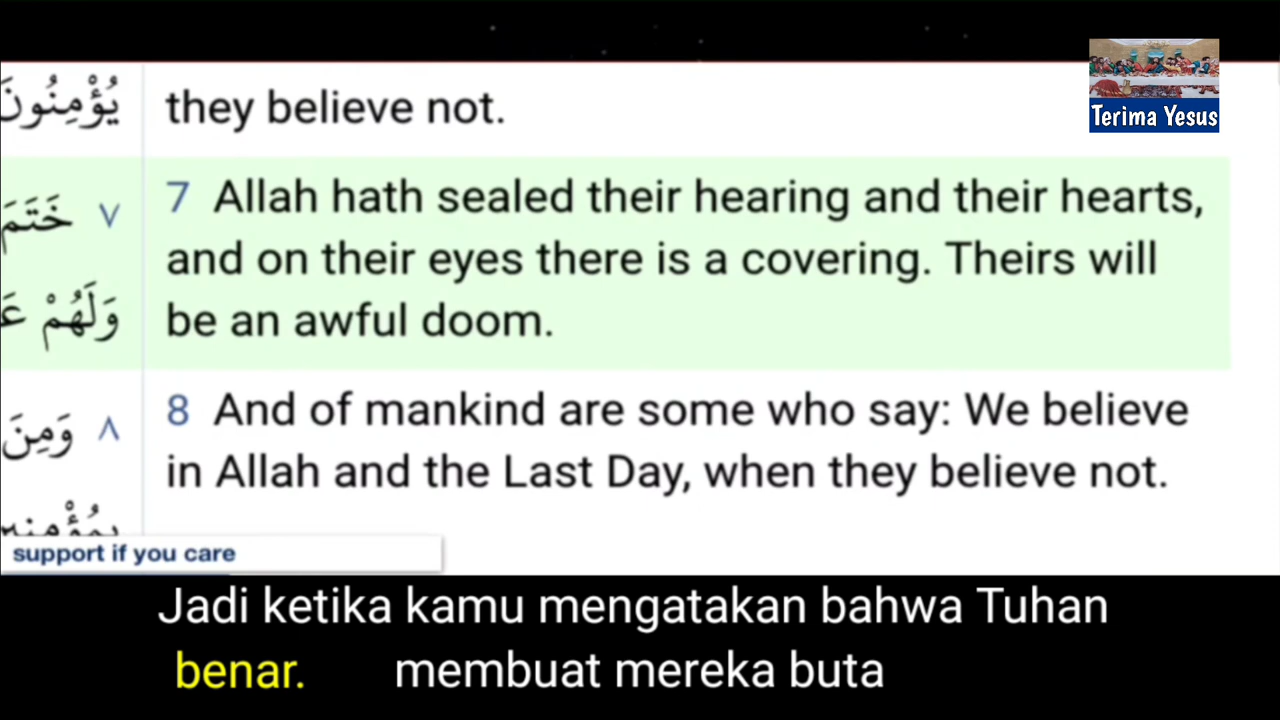 يُؤْمِنُونَ they believe not.
Terima Yesus
٧ خَتَمَ 7 Allah hath sealed their hearing and their hearts,
and on their eyes there is a covering. Theirs will
وَلَهُمْ be an awful doom.
٨ وَمِنَ 8 And of mankind are some who say: We believe
in Allah and the Last Day, when they believe not.
support if you care
Jadi ketika kamu mengatakan bahwa Tuhan
benar. membuat mereka buta